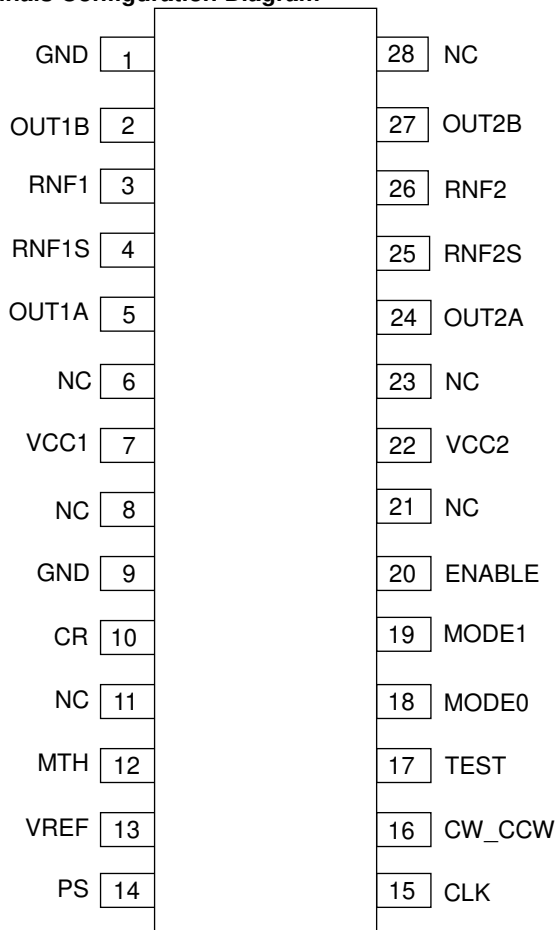 Configuration Diagram
GND 1 28 NC
OUT1B 2 27 OUT2B
RNF1 3 26 RNF2
RNF1S 4 25 RNF2S
OUT1A 5 24 OUT2A
NC 6 23 NC
VCC1 7 22 VCC2
NC 8 21 NC
GND 9 20 ENABLE
CR 10 19 MODE1
NC 11 18 MODE0
MTH 12 17 TEST
VREF 13 16 CW_CCW
PS 14 15 CLK